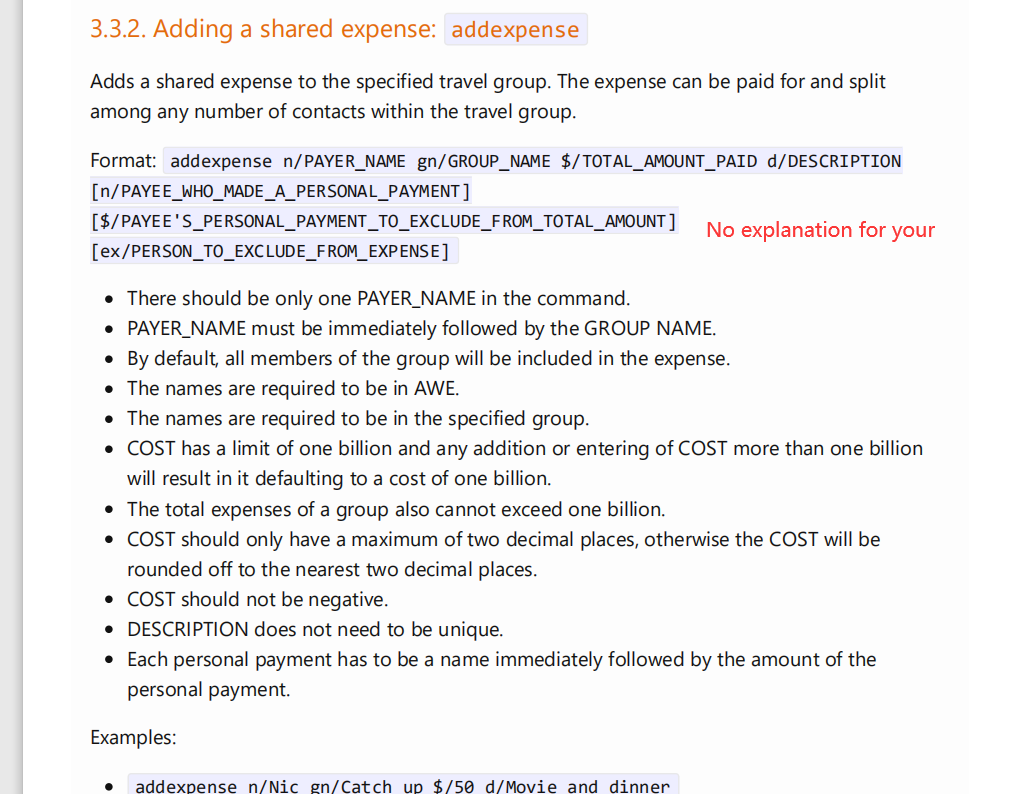 3.3.2. Adding a shared expense: addexpense
Adds a shared expense to the specified travel group. The expense can be paid for and split
among any number of contacts within the travel group.
Format: addexpense n/PAYER_NAME gn/GROUP_NAME $/TOTAL_AMOUNT_PAID d/DESCRIPTION
[n/PAYEE_WHO_MADE_A_PERSONAL_PAYMENT]
[$/PAYEE'S_PERSONAL_PAYMENT_TO_EXCLUDE_FROM_TOTAL_AMOUNT]
No explanation for your
[ex/PERSON_TO_EXCLUDE_FROM_EXPENSE]
• There should be only one PAYER_NAME in the command.
• PAYER_NAME must be immediately followed by the GROUP NAME.
• By default, all members of the group will be included in the expense.
• The names are required to be in AWE.
• The names are required to be in the specified group.
• COST has a limit of one billion and any addition or entering of COST more than one billion
will result in it defaulting to a cost of one billion.
• The total expenses of a group also cannot exceed one billion.
• COST should only have a maximum of two decimal places, otherwise the COST will be
rounded off to the nearest two decimal places.
• COST should not be negative.
• DESCRIPTION does not need to be unique.
• Each personal payment has to be a name immediately followed by the amount of the
personal payment.
Examples:
• addexpense n/Nic gn/Catch up $/50 d/Movie and dinner